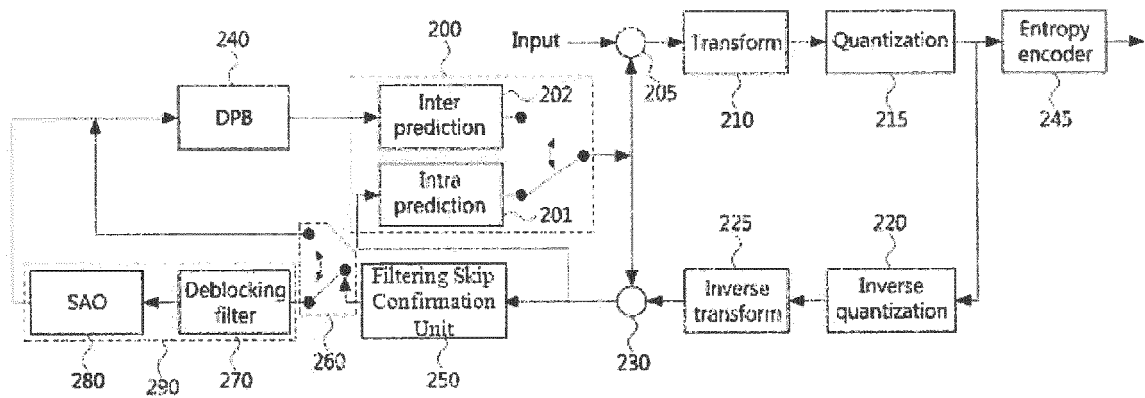 240
200
Input
Transform
Quantization
Entropy
encoder
DPB
Inter
prediction
202
205
210
215
245
Intra
prediction
201
225
220
SAO
Deblocking
filter
Filtering Skip
Confirmation
Unit
Inverse
transform
Inverse
quantization
260
230
280
290
270
250